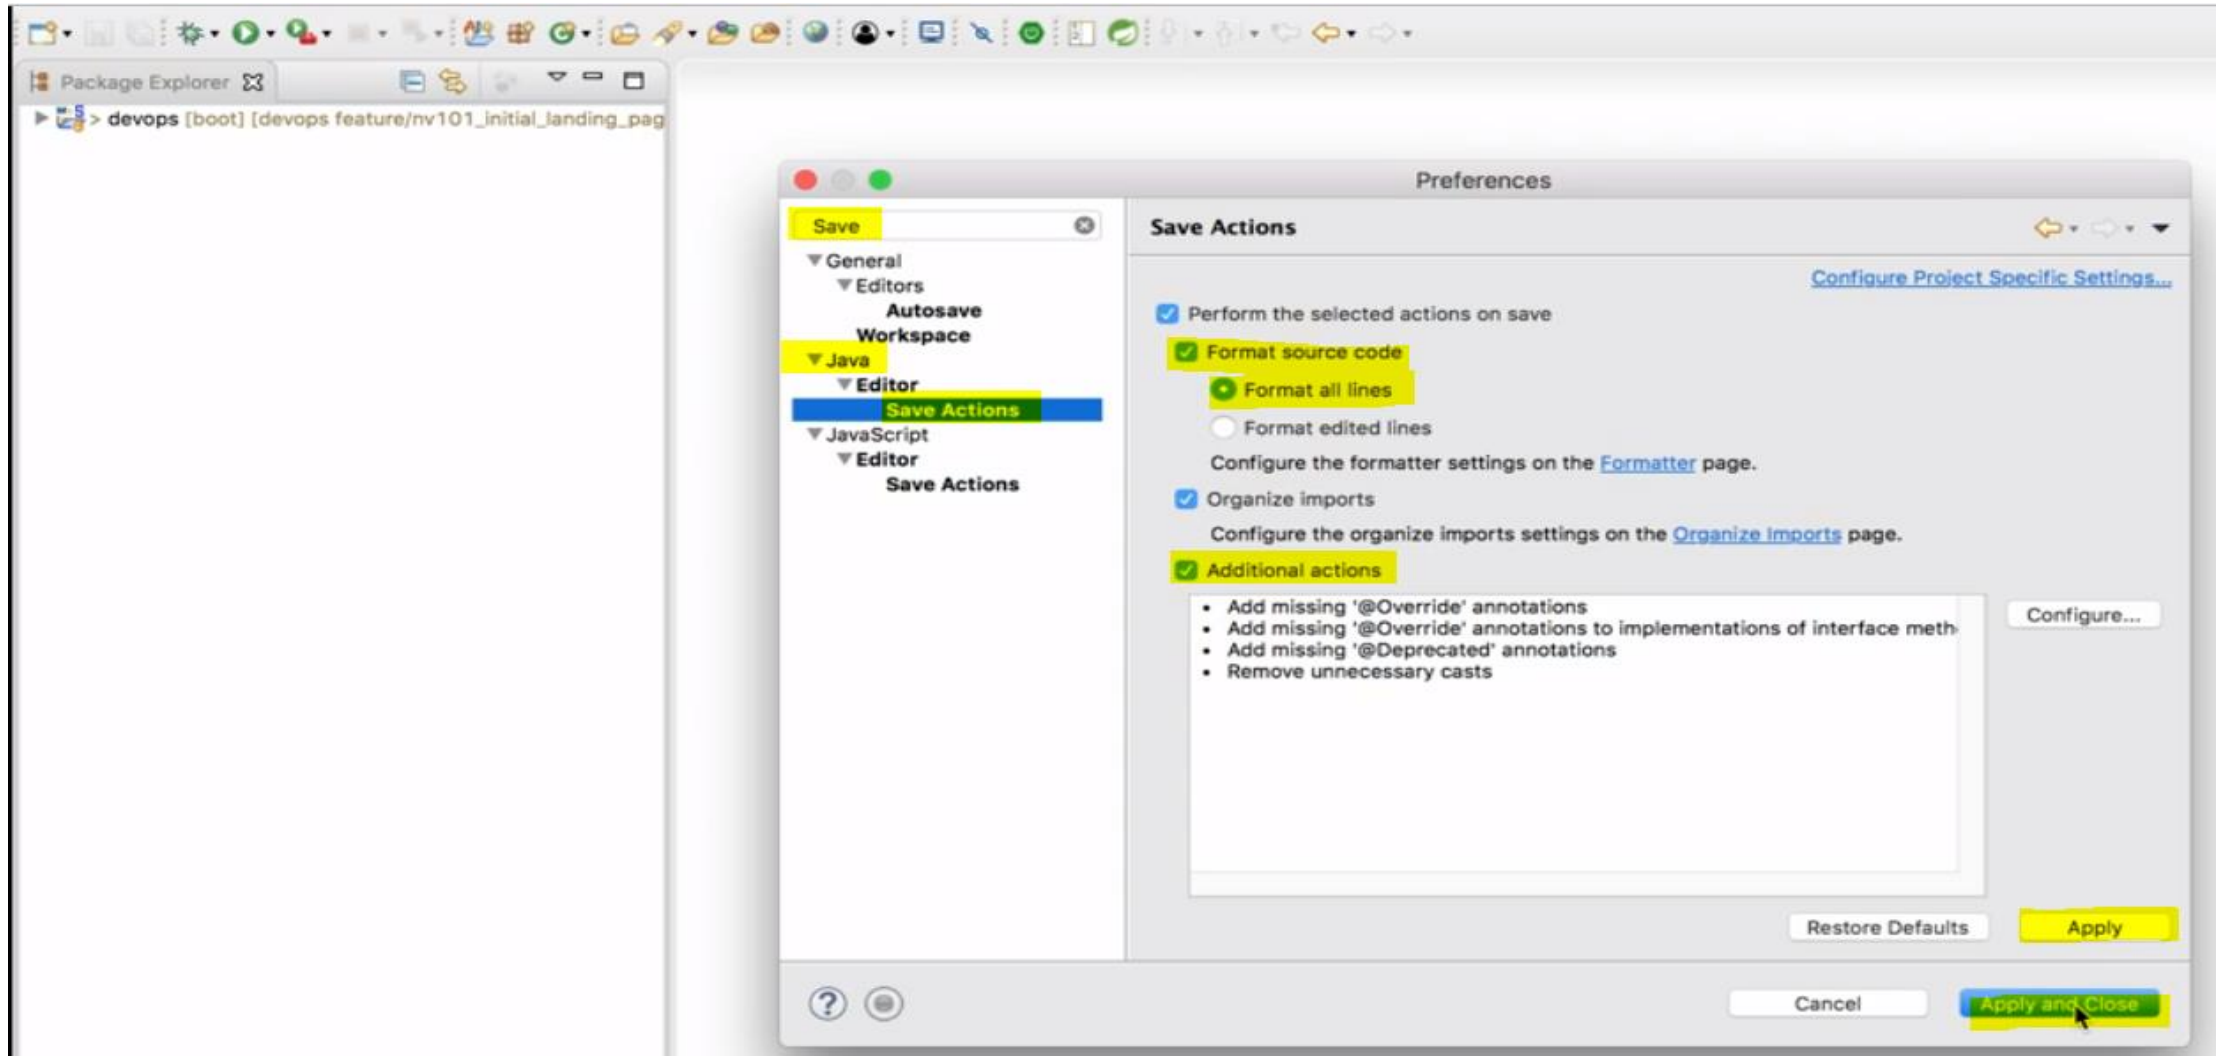 Package Explorer
> devops [boot] [devops feature/nv101_initial_landing_pag
Preferences
Save
General
Editors
Autosave
Workspace
Java
Editor
Save Actions
JavaScript
Editor
Save Actions
Save Actions
Configure Project Specific Settings...
Perform the selected actions on save
Format source code
Format all lines
Format edited lines
Configure the formatter settings on the Formatter page.
Organize imports
Configure the organize imports settings on the Organize Imports page.
Additional actions
• Add missing '@Override' annotations
• Add missing '@Override' annotations to implementations of interface meth
• Add missing '@Deprecated' annotations
• Remove unnecessary casts
Configure...
Restore Defaults
Apply
?
Cancel
Apply and Close